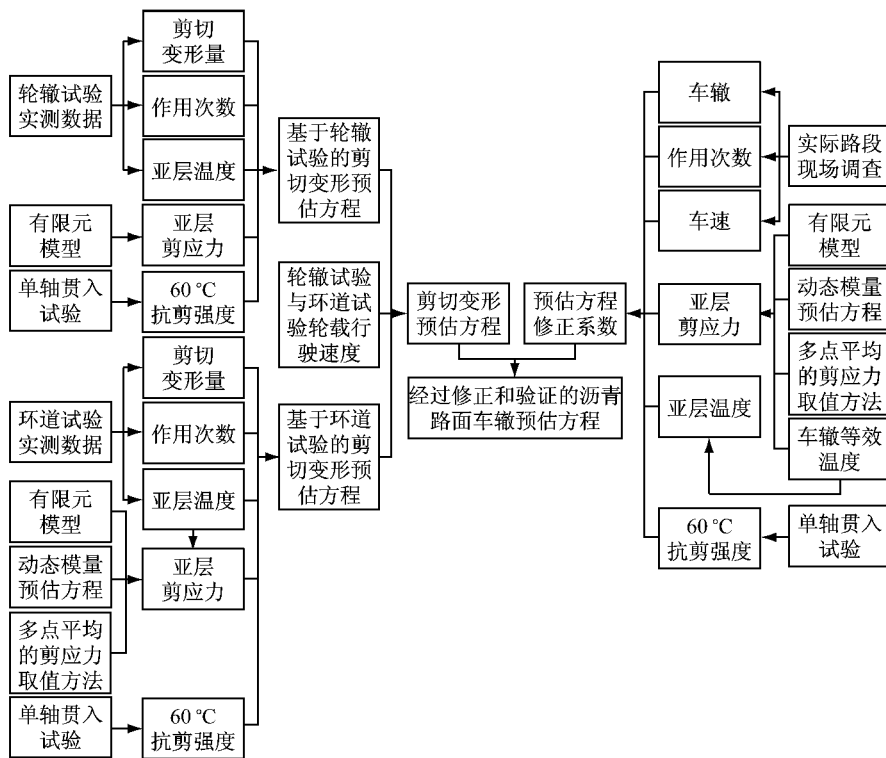 剪切
变形量
轮辙试验
实测数据
作用次数
亚层温度
有限元
模型
亚层
剪应力
单轴贯入
试验
60 ℃
抗剪强度
基于轮辙
试验的剪
切变形预
估方程
轮辙试验
与环道试
验轮载行
驶速度
剪切
变形量
环道试验
实测数据
作用次数
亚层温度
有限元
模型
动态模量
预估方程
亚层
剪应力
多点平均
的剪应力
取值方法
单轴贯入
试验
60 ℃
抗剪强度
基于环道
试验的剪
切变形预
估方程
剪切变形
预估方程
预估方程
修正系数
经过修正和验证的沥青
路面车辙预估方程
车辙
作用次数
车速
实际路段
现场调查
亚层
剪应力
有限元
模型
动态模量
预估方程
多点平均
的剪应力
取值方法
亚层温度
车辙等效
温度
60 ℃
抗剪强度
单轴贯入
试验